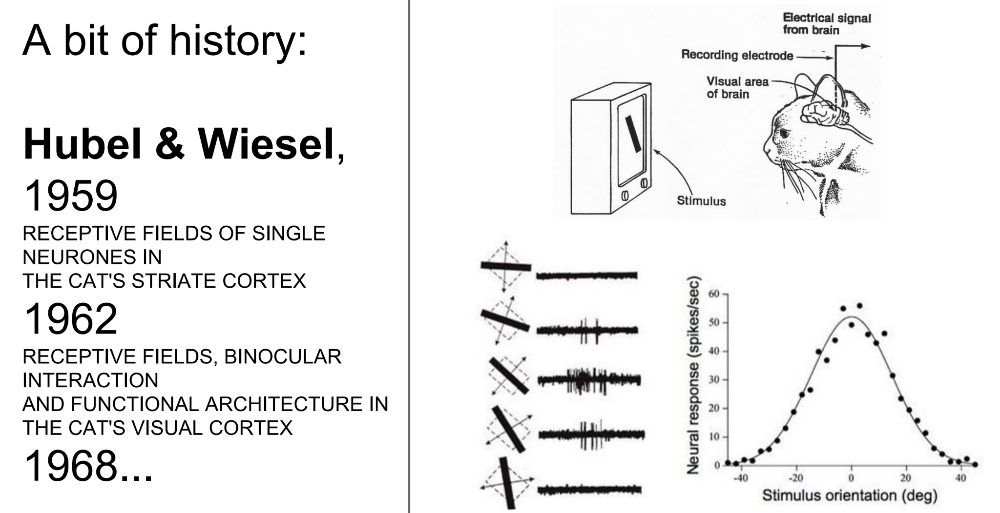 A bit of history:
Hubel & Wiesel,
1959
RECEPTIVE FIELDS OF SINGLE
NEURONES IN
THE CAT'S STRIATE CORTEX
1962
RECEPTIVE FIELDS, BINOCULAR
INTERACTION
AND FUNCTIONAL ARCHITECTURE IN
THE CAT'S VISUAL CORTEX
1968...
Electrical signal
from brain
Recording electrode
Visual area
of brain
Stimulus
Neural response (spikes/sec)
60
50
40
30
20
10
0
-40 -20 0 20 40
Stimulus orientation (deg)